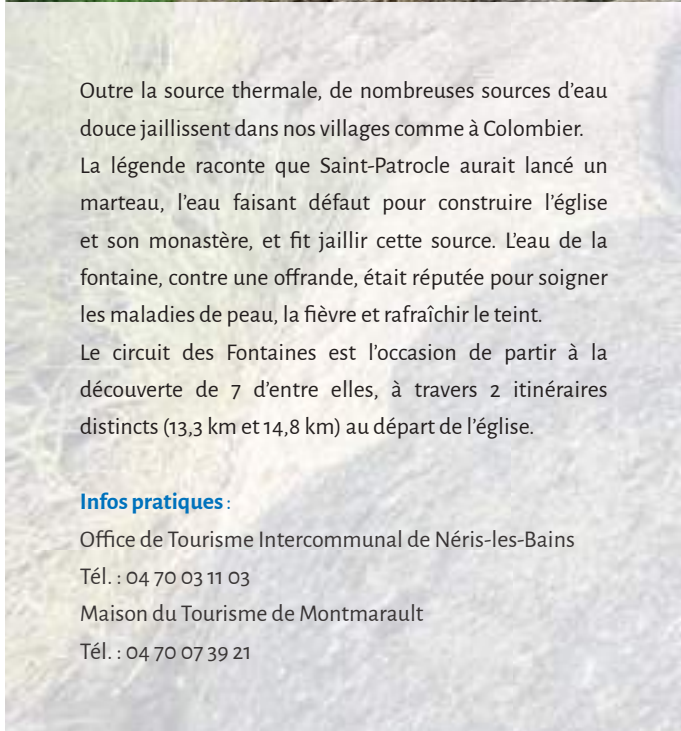 Outre la source thermale, de nombreuses sources d’eau
douce jaillissent dans nos villages comme à Colombier.
La légende raconte que Saint-Patrocle aurait lancé un
marteau, l’eau faisant défaut pour construire l’église
et son monastère, et fit jaillir cette source. L’eau de la
fontaine, contre une offrande, était réputée pour soigner
les maladies de peau, la fièvre et rafraîchir le teint.
Le circuit des Fontaines est l’occasion de partir à la
découverte de 7 d’entre elles, à travers 2 itinéraires
distincts (13,3 km et 14,8 km) au départ de l’église.
Infos pratiques :
Office de Tourisme Intercommunal de Néris-les-Bains
Tél. : 04 70 03 11 03
Maison du Tourisme de Montmarault
Tél. : 04 70 07 39 21